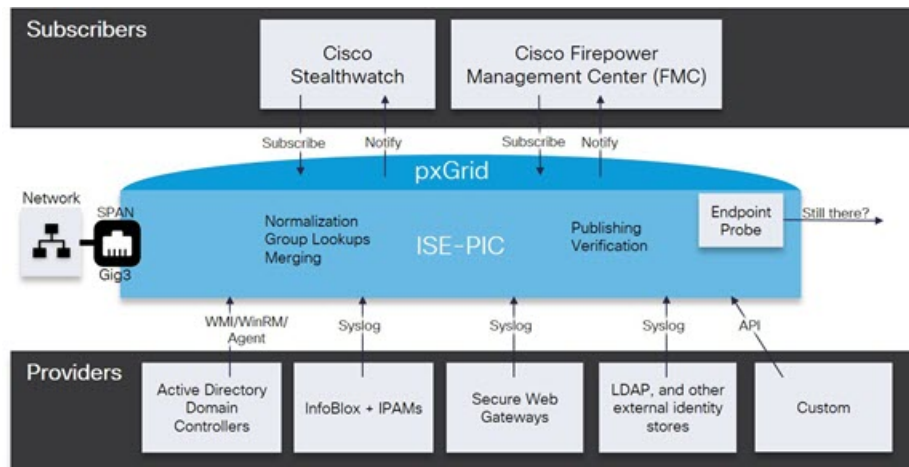 Subscribers
Cisco
Stealthwatch
Cisco Firepower
Management Center (FMC)
Subscribe
Notify
Subscribe
Notify
pxGrid
Network
SPAN
Gig3
Normalization
Group Lookups
Merging
ISE-PIC
Publishing
Verification
Endpoint
Probe
Still there?
WMI/WinRM/
Agent
Syslog
Syslog
Syslog
API
Providers
Active Directory
Domain
Controllers
InfoBlox + IPAMs
Secure Web
Gateways
LDAP, and other
external identity
stores
Custom